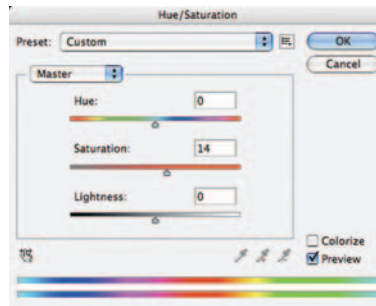 Hue/Saturation
Preset: Custom OK
Cancel
Master
Hue: 0
Saturation: 14
Lightness: 0
Colorize
Preview